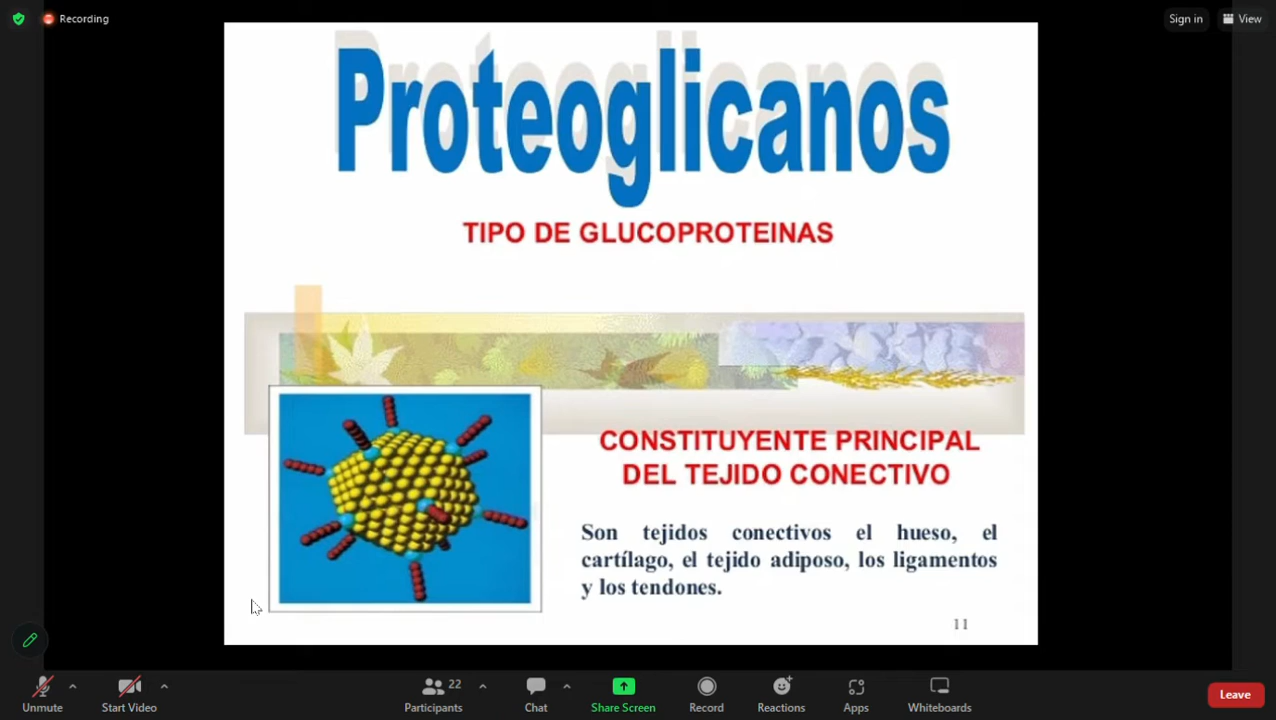 Recording
Sign in
View
Proteoglicanos
TIPO DE GLUCOPROTEINAS
CONSTITUYENTE PRINCIPAL
DEL TEJIDO CONECTIVO
Son tejidos conectivos el hueso, el
cartílago, el tejido adiposo, los ligamentos
y los tendones.
11
Unmute
Start Video
Participants
22
Chat
Share Screen
Record
Reactions
Apps
Whiteboards
Leave